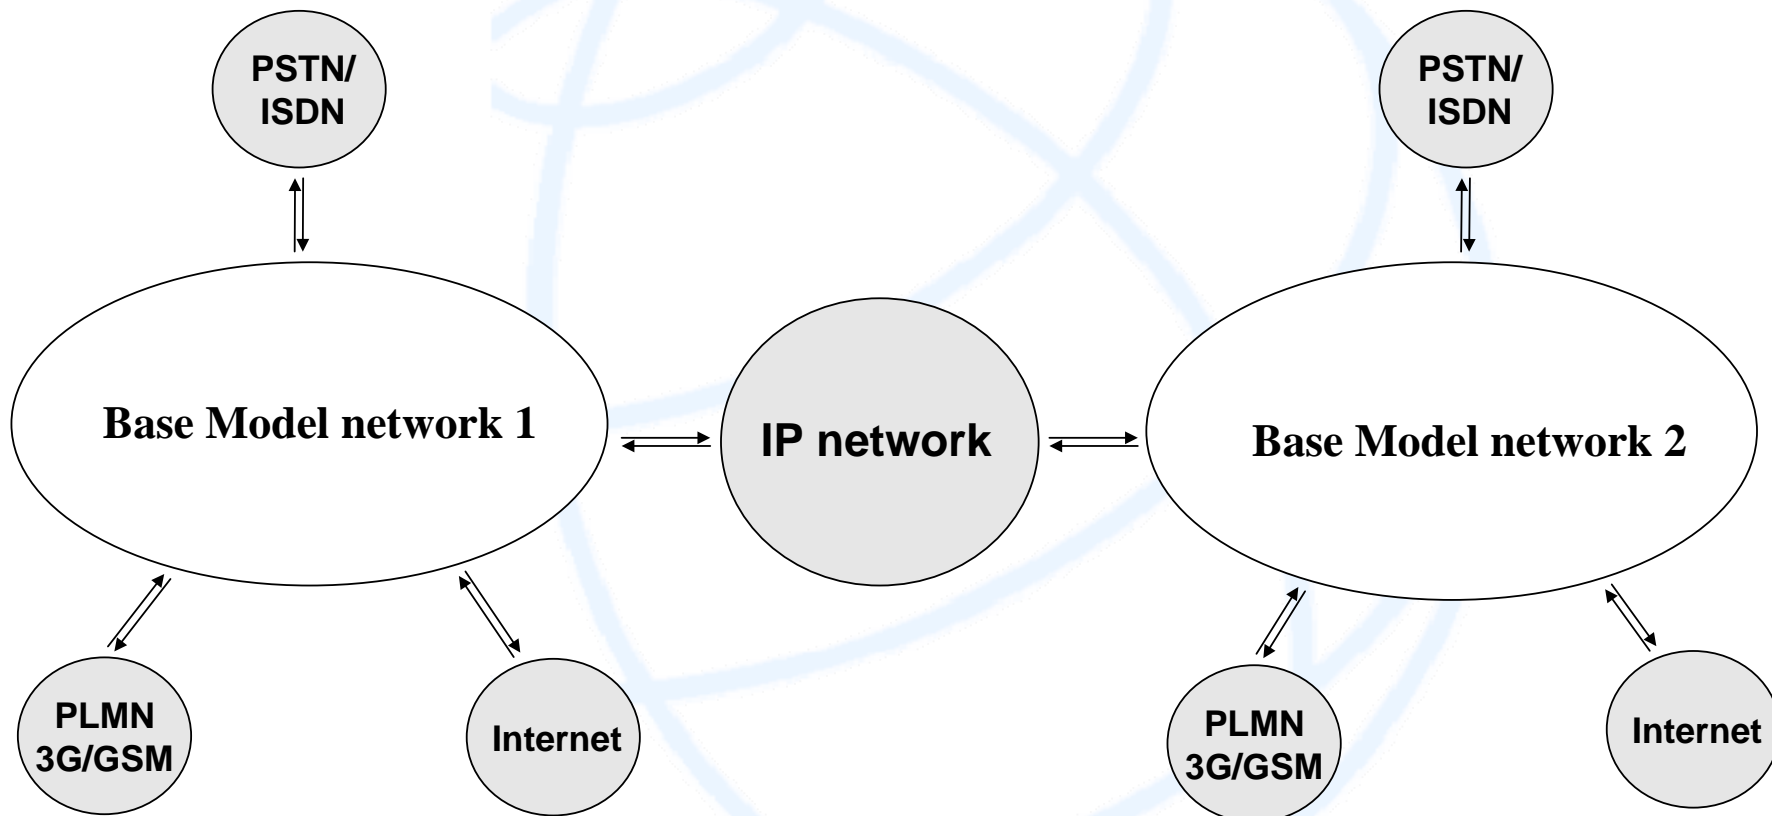 PSTN/
ISDN
PSTN/
ISDN
Base Model network 1
IP network
Base Model network 2
PLMN
3G/GSM
Internet
PLMN
3G/GSM
Internet